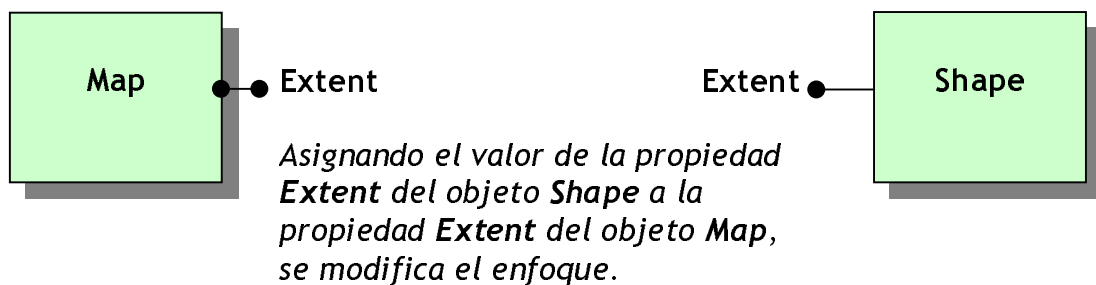 Map Extent Extent Shape
Asignando el valor de la propiedad
Extent del objeto Shape a la
propiedad Extent del objeto Map,
se modifica el enfoque.